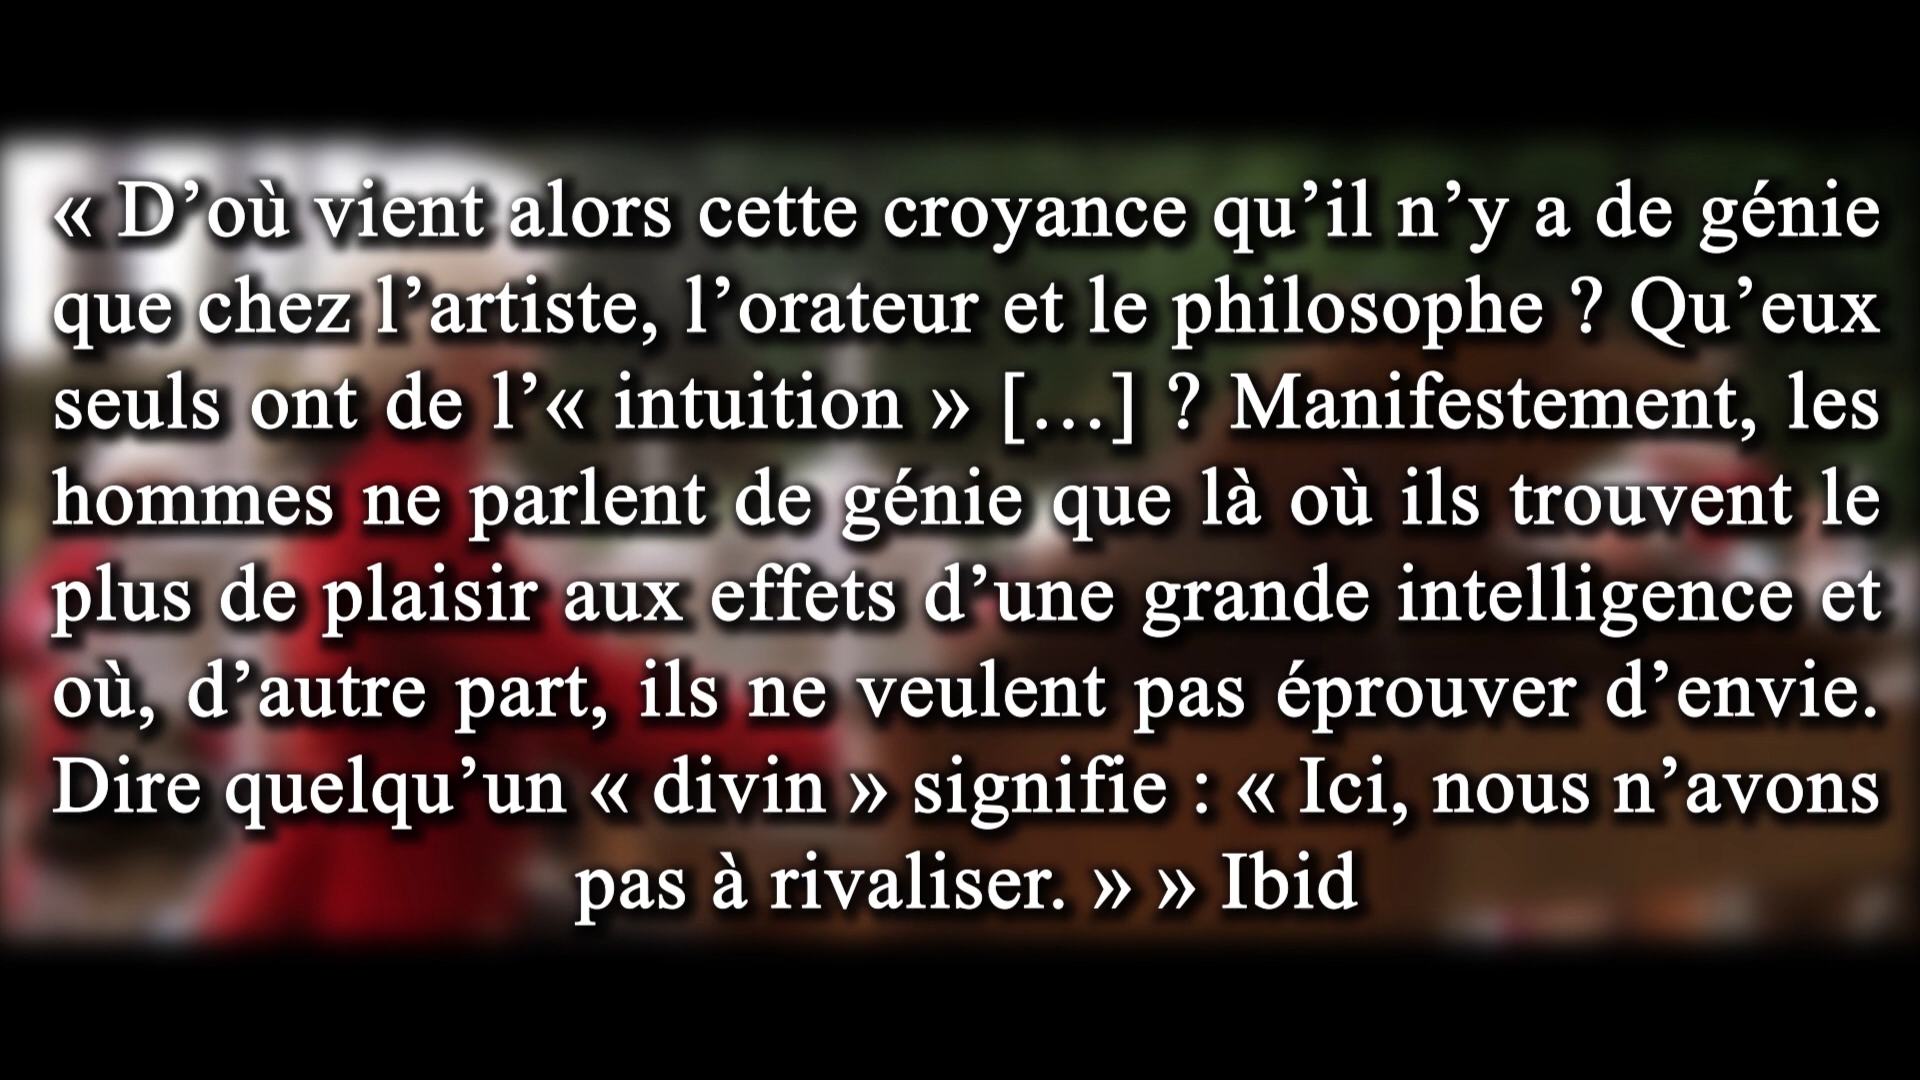 « D’où vient alors cette croyance qu’il n’y a de génie
que chez l’artiste, l’orateur et le philosophe ? Qu’eux
seuls ont de l’« intuition » […] ? Manifestement, les
hommes ne parlent de génie que là où ils trouvent le
plus de plaisir aux effets d’une grande intelligence et
où, d’autre part, ils ne veulent pas éprouver d’envie.
Dire quelqu’un « divin » signifie : « Ici, nous n’avons
pas à rivaliser. » » Ibid